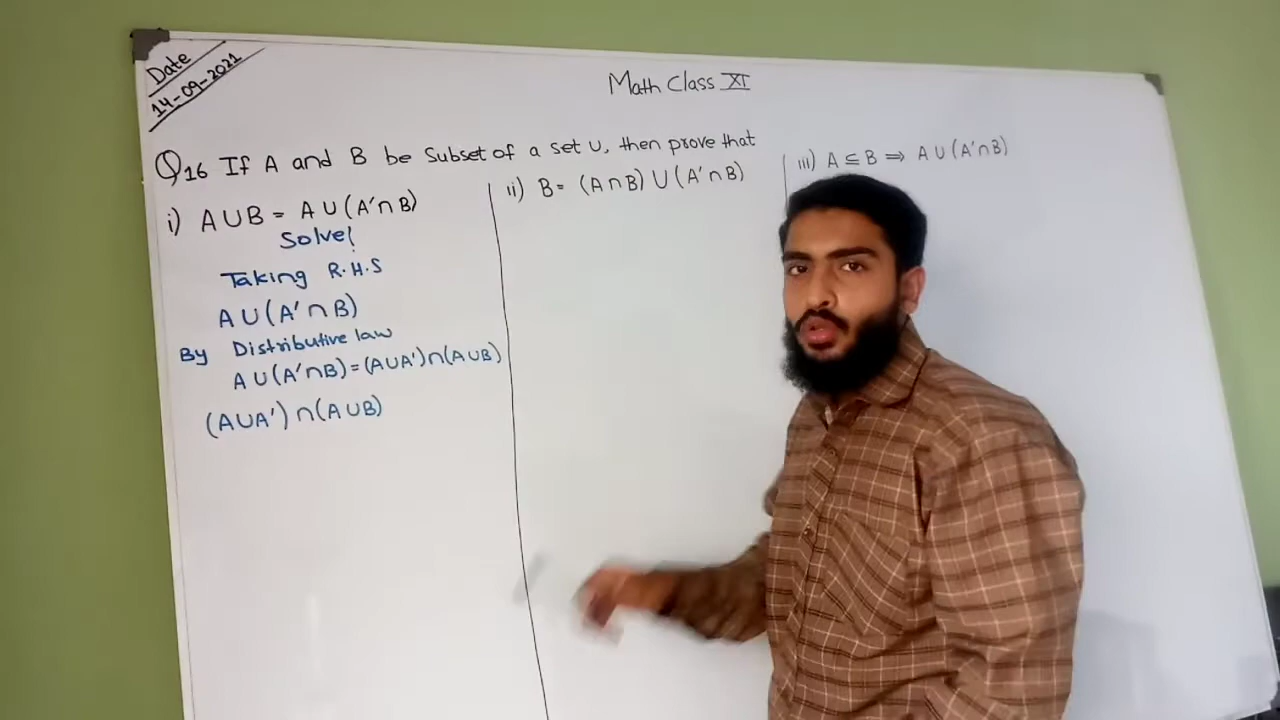 Date
14-09-2021
Math Class XI
Q16 If A and B be Subset of a set U, then prove that
i) A∪B = A∪(A'∩B)
Solve!
Taking R.H.S
A∪(A'∩B)
By Distributive law
A∪(A'∩B)=(A∪A')∩(A∪B)
(A∪A')∩(A∪B)
ii) B= (A∩B)∪(A'∩B)
iii) A⊆B ⇒ A∪(A'∩B)